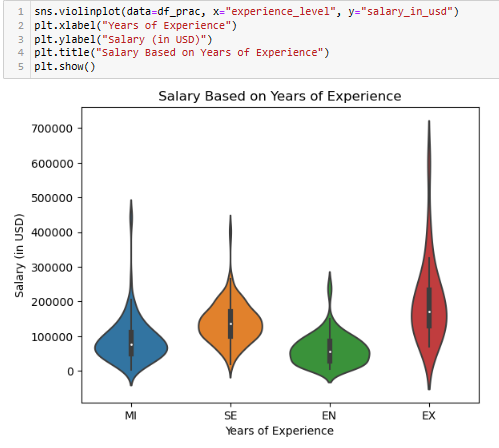 1 sns.violinplot(data=df_prac, x="experience_level", y="salary_in_usd")
2 plt.xlabel("Years of Experience")
3 plt.ylabel("Salary (in USD)")
4 plt.title("Salary Based on Years of Experience")
5 plt.show()
Salary Based on Years of Experience
700000
600000
500000
400000
300000
200000
100000
0
Salary (in USD)
MI SE EN EX
Years of Experience